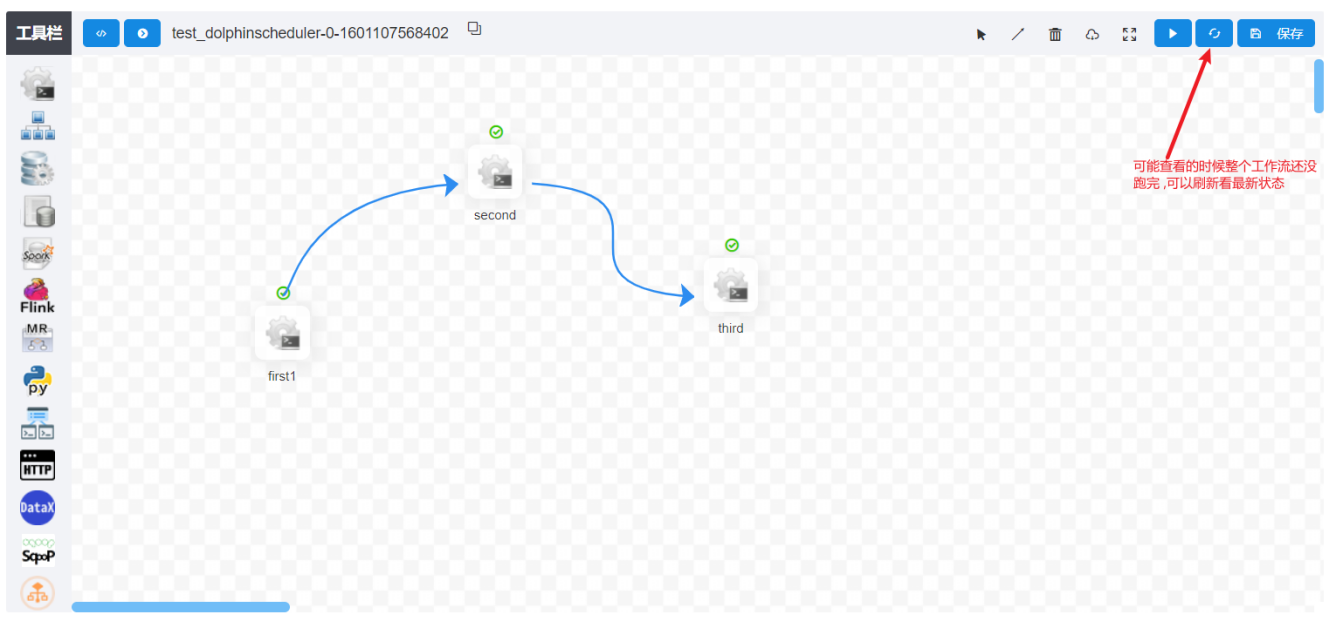 工具栏
test_dolphinscheduler-0-1601107568402
保存
可能查看的时候整个工作流还没
跑完 ,可以刷新看最新状态
second
third
first1
Spark
Flink
MR
py
HTTP
DataX
SqooP